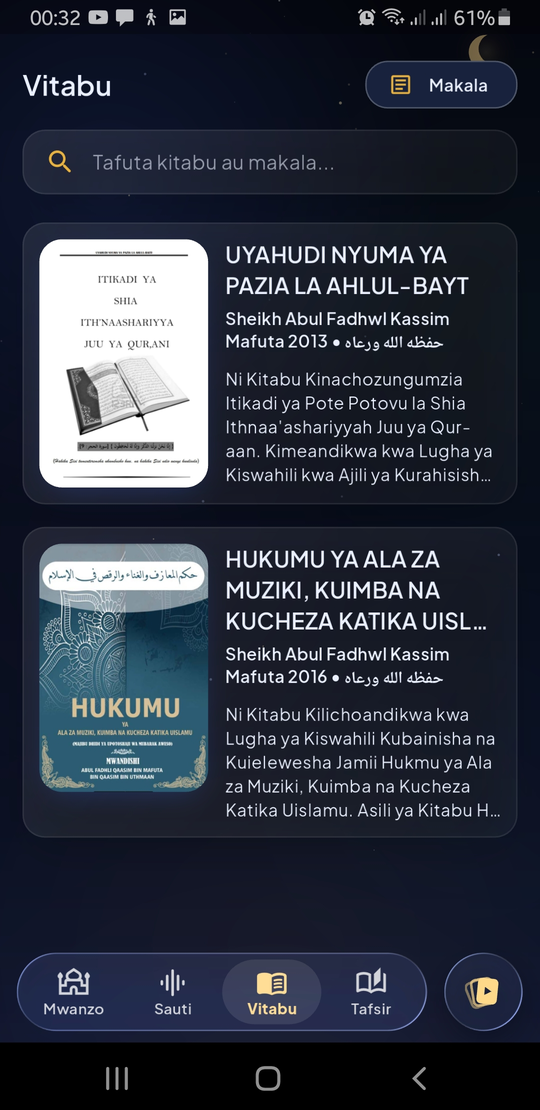 00:32
61%
Vitabu
Makala
Tafuta kitabu au makala...
ITIKADI YA
SHIA
ITH'NAASHARIYYA
JUU YA QUR,ANI
UYAHUDI NYUMA YA
PAZIA LA AHLUL-BAYT
Sheikh Abul Fadhwl Kassim
Mafuta 2013 • حفظه الله ورعاه
Ni Kitabu Kinachozungumzia
Itikadi ya Pote Potovu la Shia
Ithnaa'ashariyyah Juu ya Qur-
aan. Kimeandikwa kwa Lugha ya
Kiswahili kwa Ajili ya Kurahisish...
حكم المعازف والغناء والرقص في الإسلام
HUKUMU
YA
ALA ZA MUZIKI, KUIMBA NA KUCHEZA KATIKA UISLAMU
MWANDISHI
ABUL FADHLI QAASIM BIN MAFUTA
BIN QAASIM BIN UTHMAAN
HUKUMU YA ALA ZA
MUZIKI, KUIMBA NA
KUCHEZA KATIKA UISL...
Sheikh Abul Fadhwl Kassim
Mafuta 2016 • حفظه الله ورعاه
Ni Kitabu Kilichoandikwa kwa
Lugha ya Kiswahili Kubainisha na
Kuielewesha Jamii Hukmu ya Ala
za Muziki, Kuimba na Kucheza
Katika Uislamu. Asili ya Kitabu H...
Mwanzo
Sauti
Vitabu
Tafsir